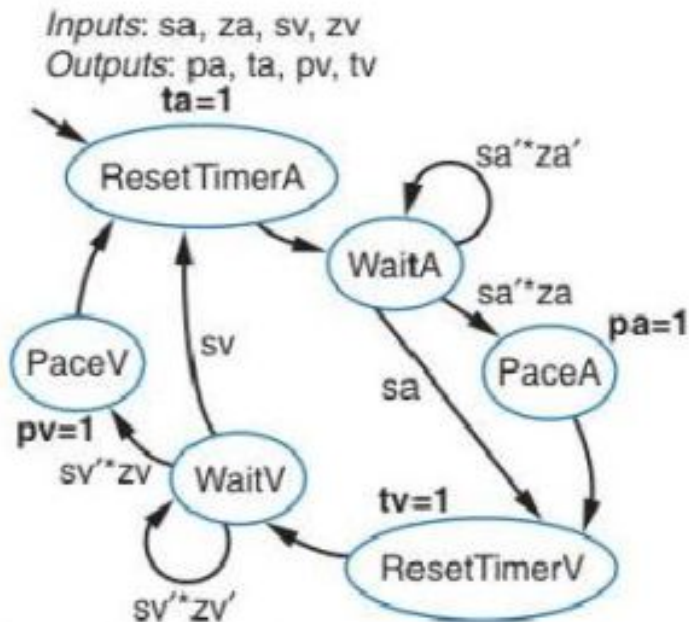 Inputs: sa, za, sv, zv
Outputs: pa, ta, pv, tv
ta=1
ResetTimerA
sa′*za′
WaitA
sa′*za
pa=1
PaceA
sa
sv
PaceV
pv=1
sv′*zv
WaitV
tv=1
ResetTimerV
sv′*zv′